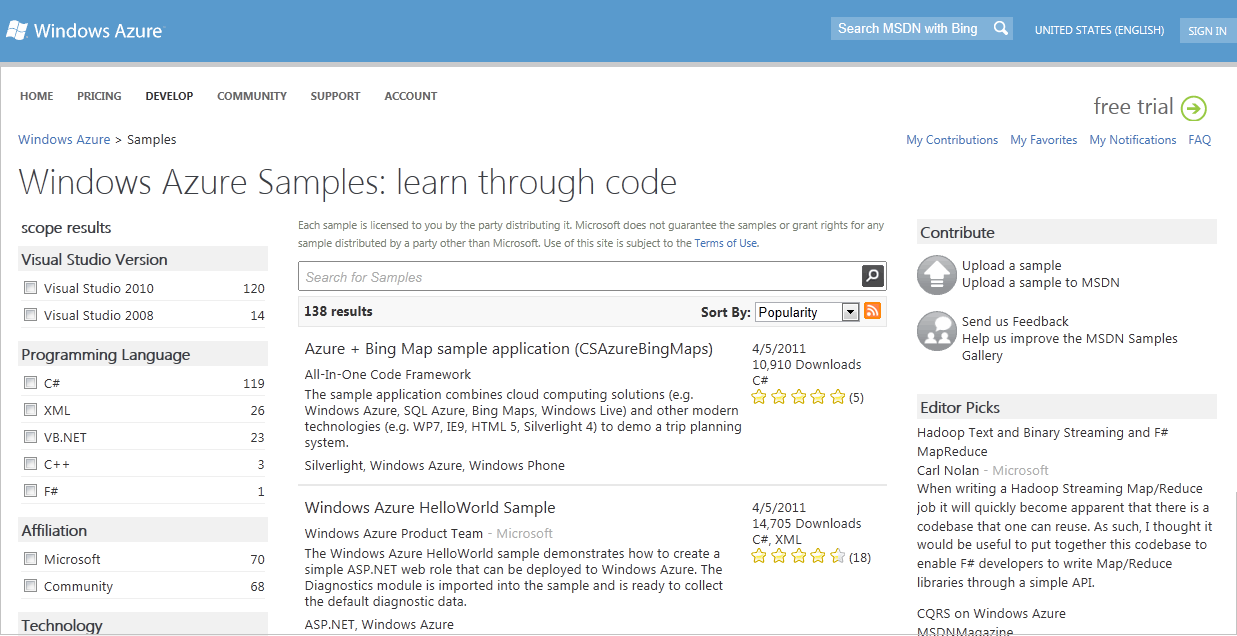 Windows Azure
Search MSDN with Bing
UNITED STATES (ENGLISH)
SIGN IN
HOME PRICING DEVELOP COMMUNITY SUPPORT ACCOUNT
free trial
Windows Azure > Samples
My Contributions My Favorites My Notifications FAQ
Windows Azure Samples: learn through code
scope results
Visual Studio Version
Visual Studio 2010 120
Visual Studio 2008 14
Programming Language
C# 119
XML 26
VB.NET 23
C++ 3
F# 1
Affiliation
Microsoft 70
Community 68
Technology
Each sample is licensed to you by the party distributing it. Microsoft does not guarantee the samples or grant rights for any
sample distributed by a party other than Microsoft. Use of this site is subject to the Terms of Use.
Search for Samples
138 results
Sort By: Popularity
Azure + Bing Map sample application (CSAzureBingMaps)
All-In-One Code Framework
The sample application combines cloud computing solutions (e.g.
Windows Azure, SQL Azure, Bing Maps, Windows Live) and other modern
technologies (e.g. WP7, IE9, HTML 5, Silverlight 4) to demo a trip planning
system.
Silverlight, Windows Azure, Windows Phone
4/5/2011
10,910 Downloads
C#
(5)
Windows Azure HelloWorld Sample
Windows Azure Product Team - Microsoft
The Windows Azure HelloWorld sample demonstrates how to create a
simple ASP.NET web role that can be deployed to Windows Azure. The
Diagnostics module is imported into the sample and is ready to collect
the default diagnostic data.
ASP.NET, Windows Azure
4/5/2011
14,705 Downloads
C#, XML
(18)
Contribute
Upload a sample
Upload a sample to MSDN
Send us Feedback
Help us improve the MSDN Samples
Gallery
Editor Picks
Hadoop Text and Binary Streaming and F#
MapReduce
Carl Nolan - Microsoft
When writing a Hadoop Streaming Map/Reduce
job it will quickly become apparent that there is a
codebase that one can reuse. As such, I thought it
would be useful to put together this codebase to
enable F# developers to write Map/Reduce
libraries through a simple API.
CQRS on Windows Azure
MSDNMagazine